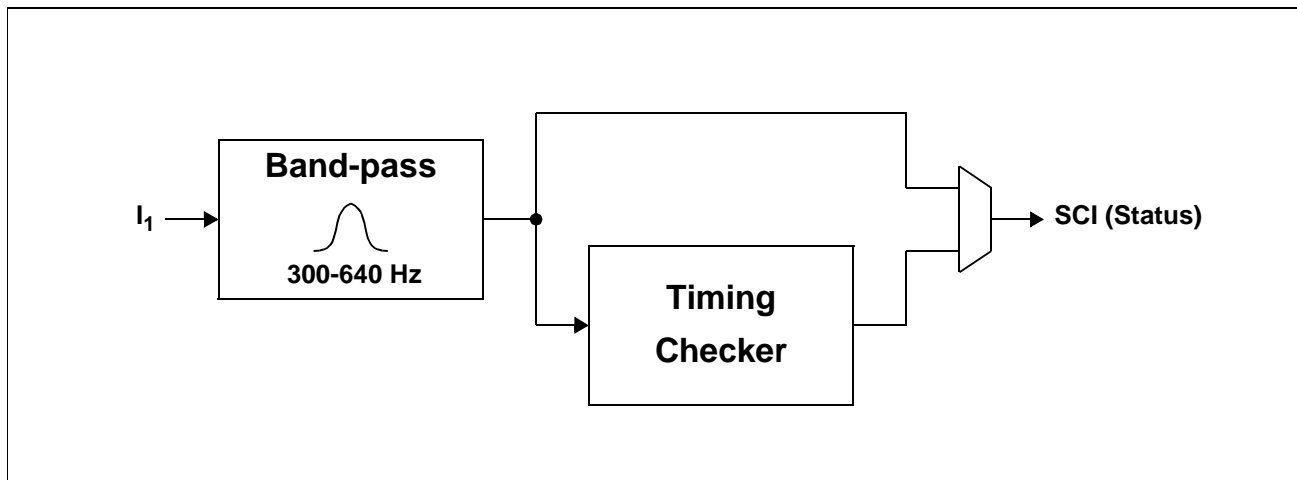 Band-pass
I1
300-640 Hz
SCI (Status)
Timing
Checker